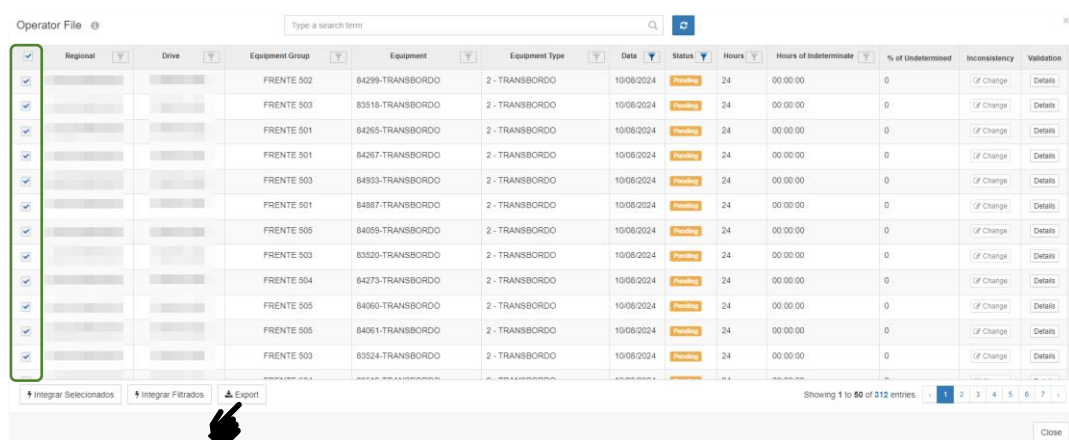 Operator File
Type a search term
Regional Drive Equipment Group Equipment Equipment Type Data Status Hours Hours of Indeterminate % of Undetermined Inconsistency Validation
FRENTE 502 84299-TRANSBORDO 2 - TRANSBORDO 10/08/2024 Pending 24 00:00:00 0 Change Details
FRENTE 503 83518-TRANSBORDO 2 - TRANSBORDO 10/08/2024 Pending 24 00:00:00 0 Change Details
FRENTE 501 84265-TRANSBORDO 2 - TRANSBORDO 10/08/2024 Pending 24 00:00:00 0 Change Details
FRENTE 501 84267-TRANSBORDO 2 - TRANSBORDO 10/08/2024 Pending 24 00:00:00 0 Change Details
FRENTE 503 84933-TRANSBORDO 2 - TRANSBORDO 10/08/2024 Pending 24 00:00:00 0 Change Details
FRENTE 501 84887-TRANSBORDO 2 - TRANSBORDO 10/08/2024 Pending 24 00:00:00 0 Change Details
FRENTE 505 84059-TRANSBORDO 2 - TRANSBORDO 10/08/2024 Pending 24 00:00:00 0 Change Details
FRENTE 503 83520-TRANSBORDO 2 - TRANSBORDO 10/08/2024 Pending 24 00:00:00 0 Change Details
FRENTE 504 84273-TRANSBORDO 2 - TRANSBORDO 10/08/2024 Pending 24 00:00:00 0 Change Details
FRENTE 505 84060-TRANSBORDO 2 - TRANSBORDO 10/08/2024 Pending 24 00:00:00 0 Change Details
FRENTE 505 84061-TRANSBORDO 2 - TRANSBORDO 10/08/2024 Pending 24 00:00:00 0 Change Details
FRENTE 503 83524-TRANSBORDO 2 - TRANSBORDO 10/08/2024 Pending 24 00:00:00 0 Change Details
Integrar Selecionados Integrar Filtrados Export Showing 1 to 50 of 312 entries. ‹ 1 2 3 4 5 6 7 ›
Close